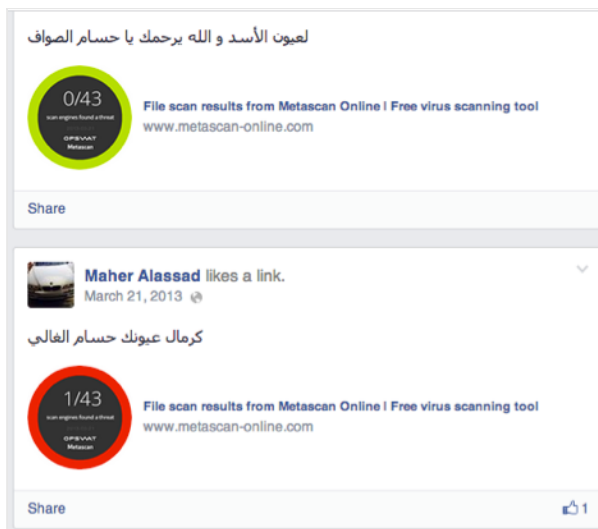 لعيون الأسد و الله يرحمك يا حسام الصواف
0/43
scan engines found a threat
OPSWAT
Metascan
File scan results from Metascan Online | Free virus scanning tool
www.metascan-online.com
Share
Maher Alassad likes a link.
March 21, 2013
كرمال عيونك حسام الغالي
1/43
scan engines found a threat
OPSWAT
Metascan
File scan results from Metascan Online | Free virus scanning tool
www.metascan-online.com
Share
1